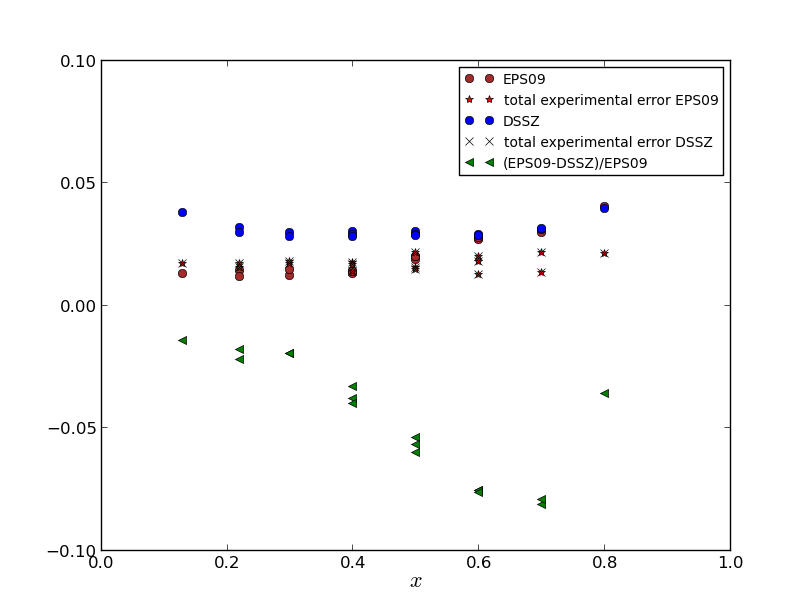 0.10
0.05
0.00
−0.05
−0.10
EPS09
total experimental error EPS09
DSSZ
total experimental error DSSZ
(EPS09-DSSZ)/EPS09
0.0 0.2 0.4 0.6 0.8 1.0
x